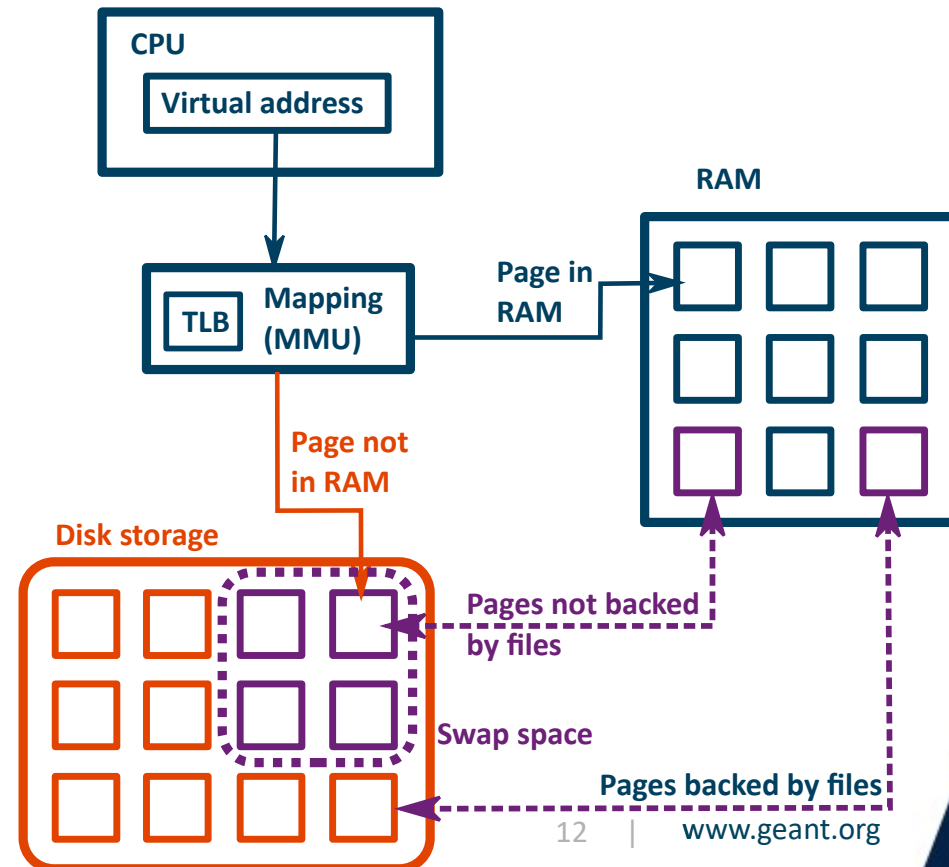 CPU
Virtual address
RAM
TLB
Mapping
(MMU)
Page in
RAM
Page not
in RAM
Disk storage
Pages not backed
by files
Swap space
Pages backed by files
12 | www.geant.org